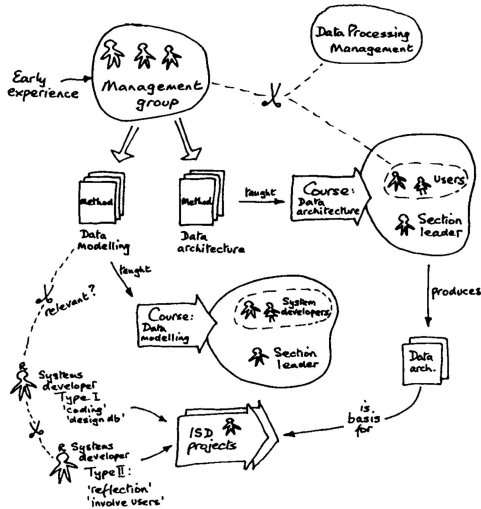 Data Processing
Management
Early
experience
Management
group
Method
Data
modelling
Method
Data
architecture
taught
Course:
Data
architecture
Users
Section
leader
taught
relevant?
Course:
Data
modelling
System
developers
Section
leader
produces
Data
arch.
Systems
developer
Type I
'coding'
'design db'
ISD
projects
is
basis
for
Systems
developer
Type II:
'reflection'
'involve users'